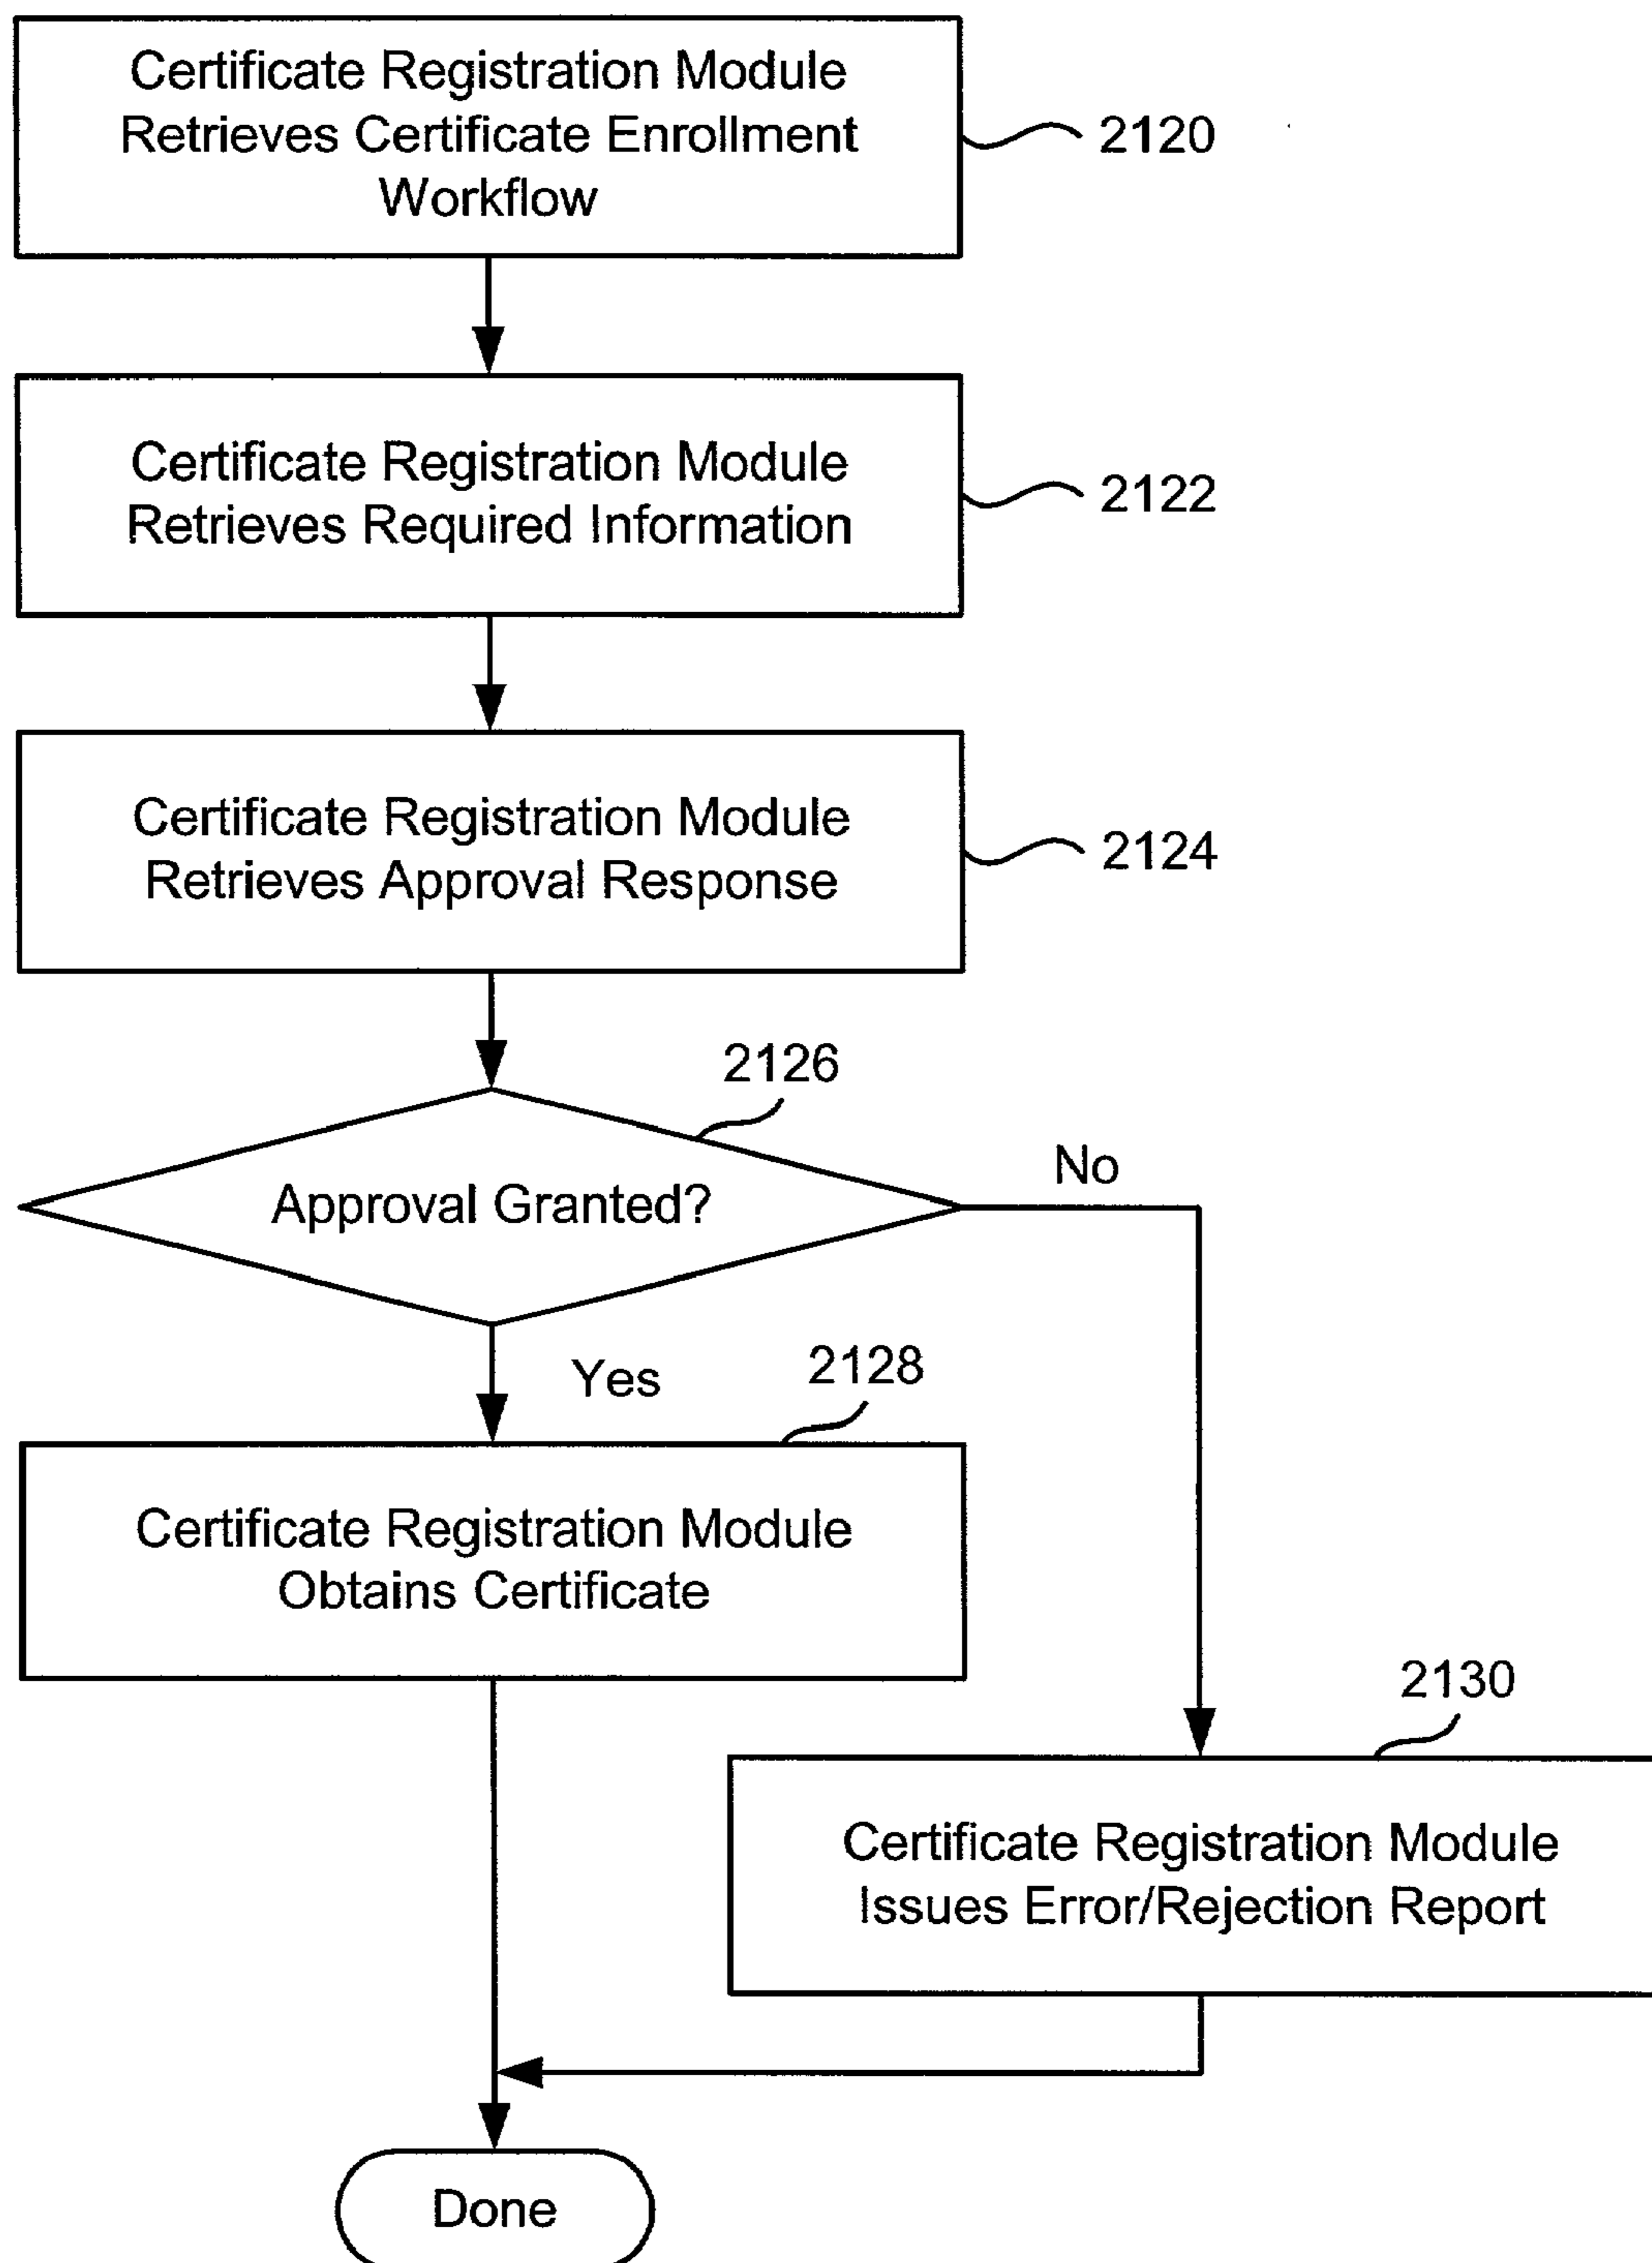 Certificate Registration Module
Retrieves Certificate Enrollment
Workflow
2120
Certificate Registration Module
Retrieves Required Information
2122
Certificate Registration Module
Retrieves Approval Response
2124
2126
Approval Granted?
No
Yes
2128
Certificate Registration Module
Obtains Certificate
2130
Certificate Registration Module
Issues Error/Rejection Report
Done